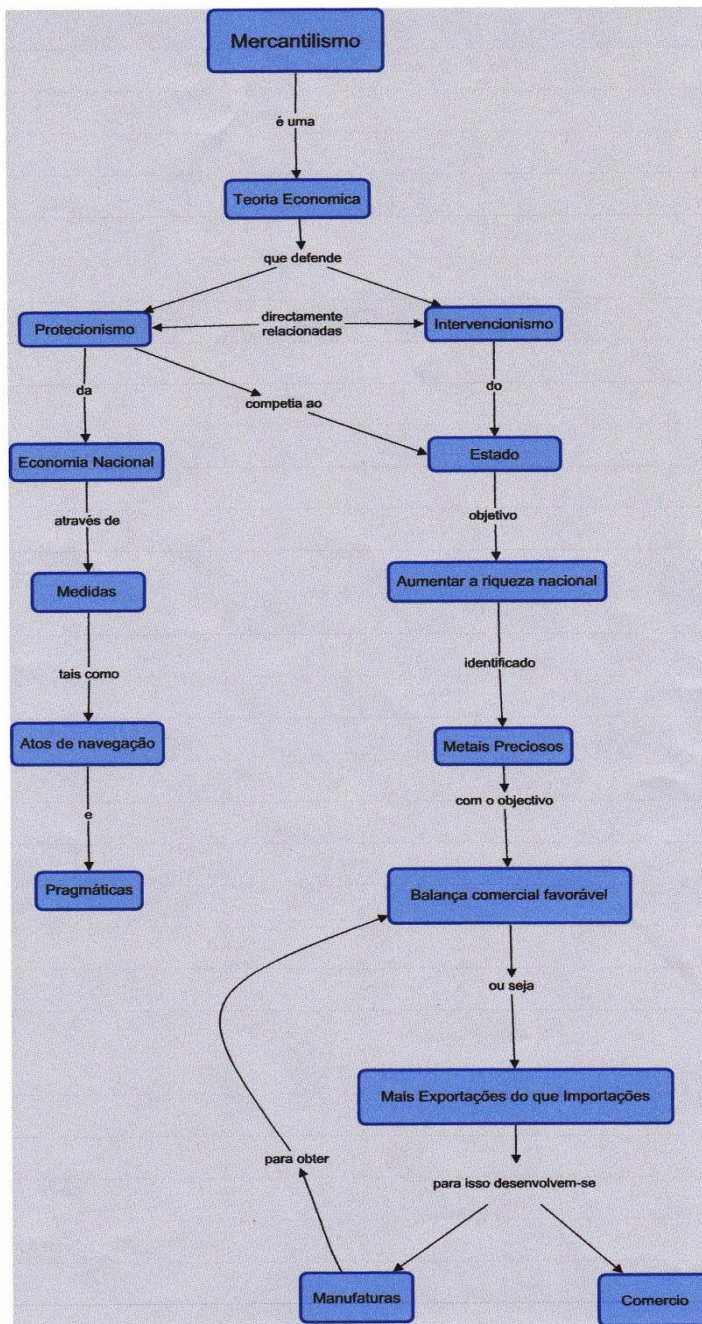 Mercantilismo
é uma
Teoria Economica
que defende
Protecionismo
directamente
relacionadas
Intervencionismo
da
competia ao
do
Economia Nacional
Estado
através de
objetivo
Medidas
Aumentar a riqueza nacional
tais como
identificado
Atos de navegação
Metais Preciosos
e
com o objectivo
Pragmáticas
Balança comercial favorável
ou seja
Mais Exportações do que Importações
para obter
para isso desenvolvem-se
Manufaturas
Comercio